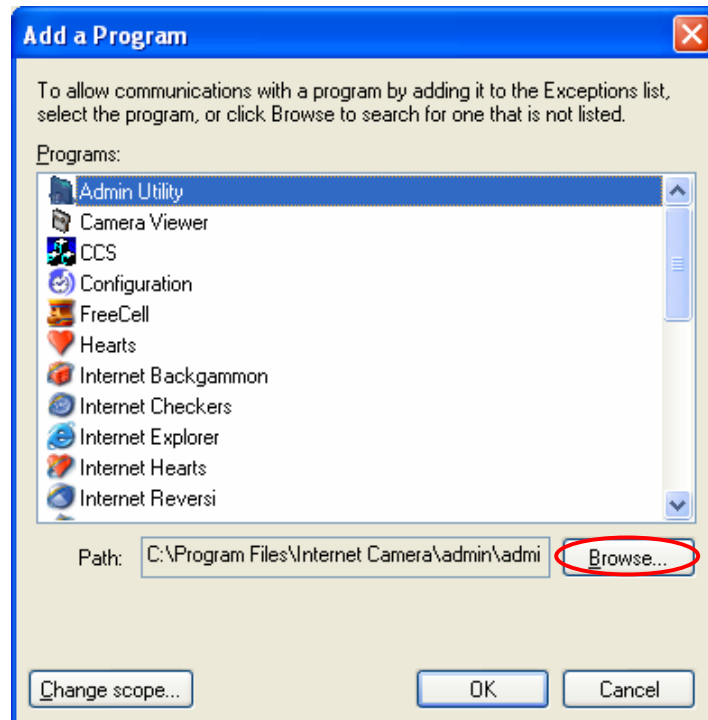 Add a Program
To allow communications with a program by adding it to the Exceptions list,
select the program, or click Browse to search for one that is not listed.
Programs:
Admin Utility
Camera Viewer
CCS
Configuration
FreeCell
Hearts
Internet Backgammon
Internet Checkers
Internet Explorer
Internet Hearts
Internet Reversi
Path: C:\Program Files\Internet Camera\admin\admi Browse...
Change scope... OK Cancel